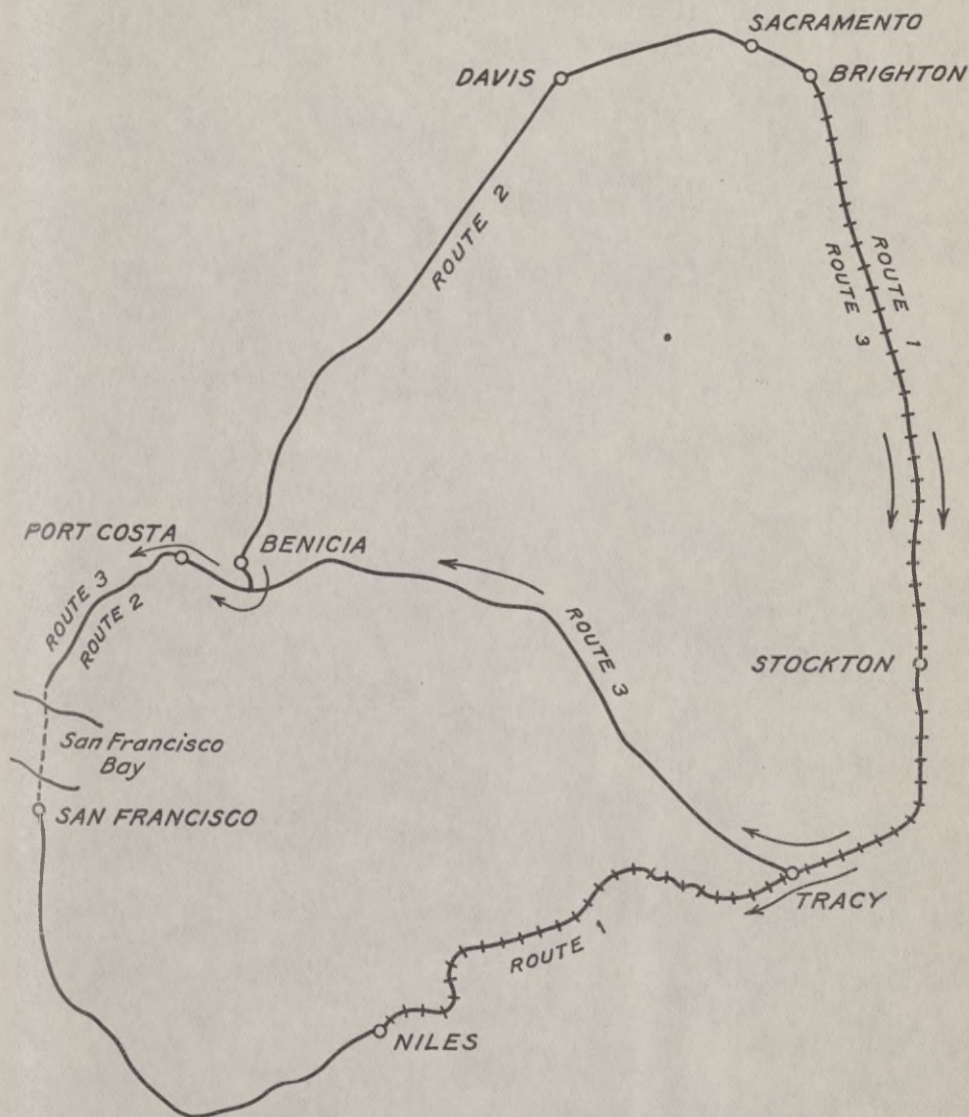 SACRAMENTO
DAVIS
BRIGHTON
ROUTE 2
ROUTE 1
ROUTE 3
PORT COSTA
BENICIA
ROUTE 3
ROUTE 2
ROUTE 3
STOCKTON
San Francisco
Bay
SAN FRANCISCO
TRACY
ROUTE 1
NILES